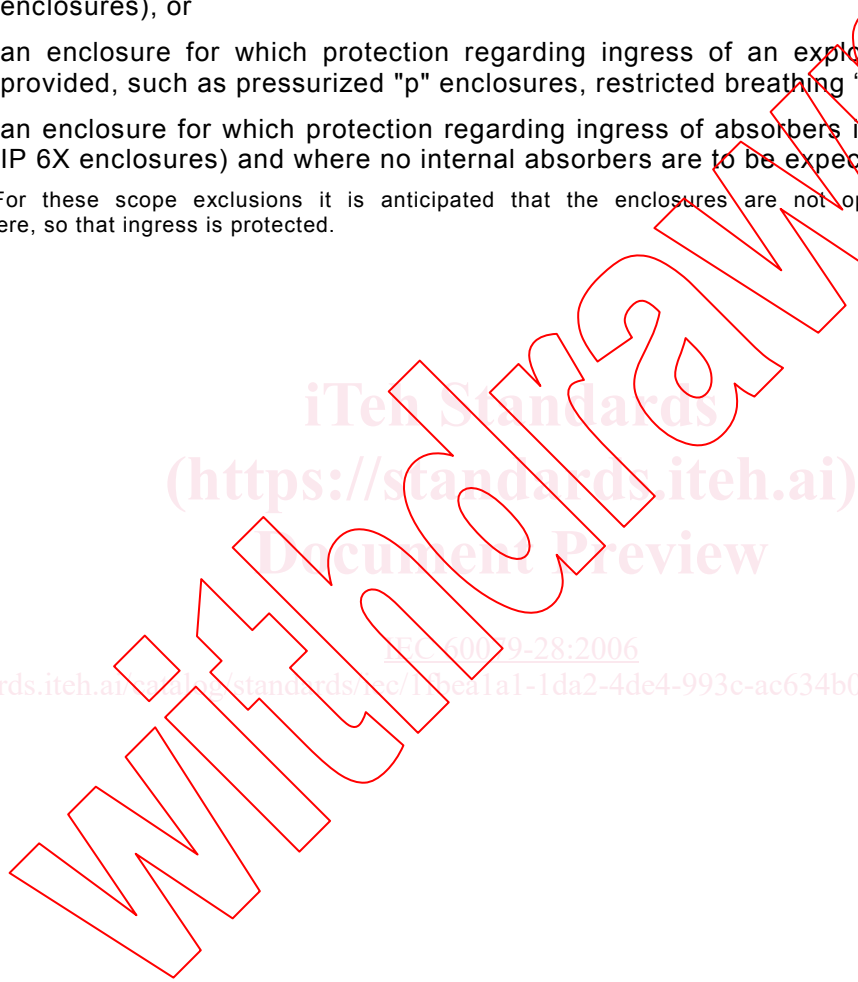 enclosures), or
an enclosure for which protection regarding ingress of an explo
provided, such as pressurized "p" enclosures, restricted breathing "
an enclosure for which protection regarding ingress of absorbers i
IP 6X enclosures) and where no internal absorbers are to be expec
For these scope exclusions it is anticipated that the enclosures are not op
ere, so that ingress is protected.
iTeh Standards
(https://standards.iteh.ai)
Document Preview
IEC 60079-28:2006
rds.iteh.ai/catalog/standards/iec/1fbea1a1-1da2-4de4-993c-ac634b0
withdraw